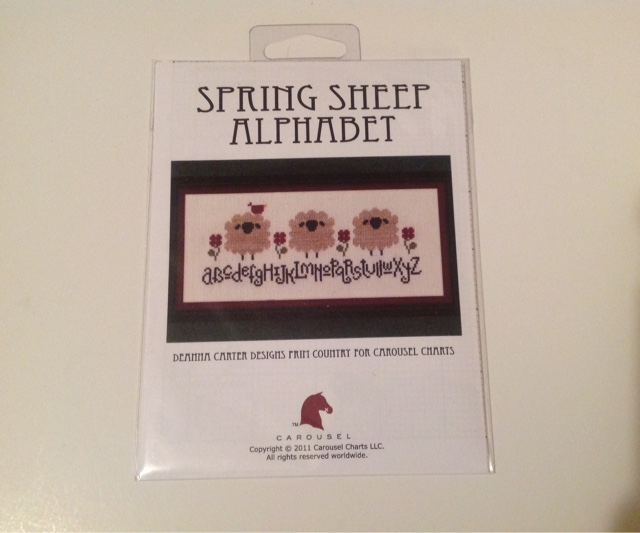 SPRING SHEEP
ALPHABET
aBcdefgHIJKLMNOPQRStuVwXyZ
DEANNA CARTER DESIGNS PRIM COUNTRY FOR CAROUSEL CHARTS
TM
CAROUSEL
Copyright © 2011 Carousel Charts LLC.
All rights reserved worldwide.